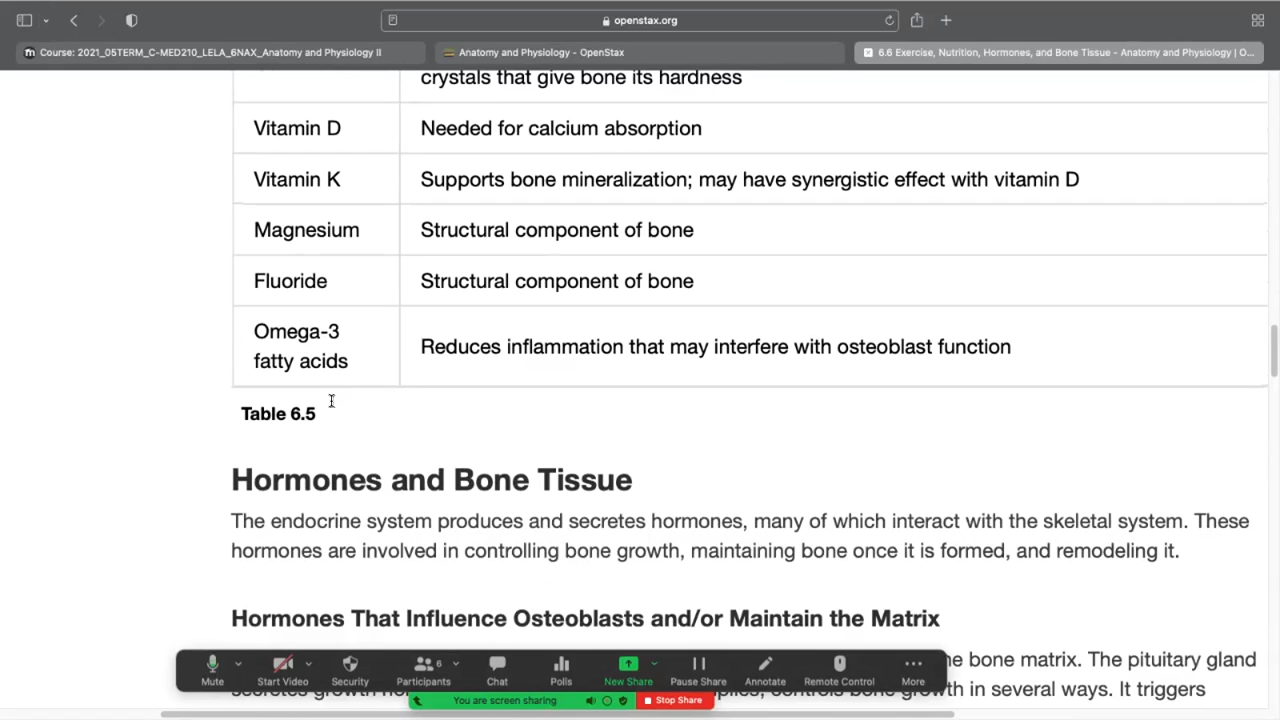 openstax.org
Course: 2021_05TERM_C-MED210_LELA_6NAX_Anatomy and Physiology II
Anatomy and Physiology - OpenStax
6.6 Exercise, Nutrition, Hormones, and Bone Tissue - Anatomy and Physiology | O...
crystals that give bone its hardness
Vitamin D
Needed for calcium absorption
Vitamin K
Supports bone mineralization; may have synergistic effect with vitamin D
Magnesium
Structural component of bone
Fluoride
Structural component of bone
Omega-3
fatty acids
Reduces inflammation that may interfere with osteoblast function
Table 6.5
Hormones and Bone Tissue
The endocrine system produces and secretes hormones, many of which interact with the skeletal system. These
hormones are involved in controlling bone growth, maintaining bone once it is formed, and remodeling it.
Hormones That Influence Osteoblasts and/or Maintain the Matrix
bone matrix. The pituitary gland
growth in several ways. It triggers
6
Mute
Start Video
Security
Participants
Chat
Polls
New Share
Pause Share
Annotate
Remote Control
More
You are screen sharing
Stop Share